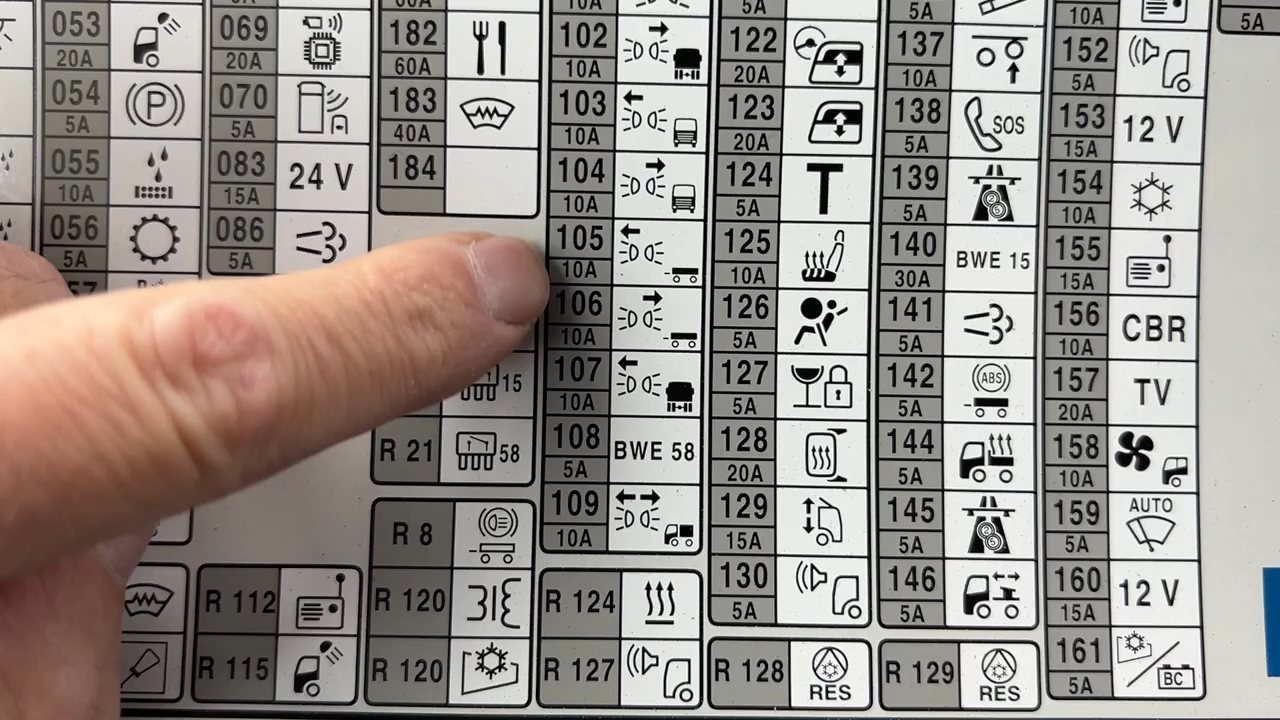 053
20A
054
5A
P
055
10A
056
5A
069
20A
070
5A
083
15A
24 V
086
5A
R 112
R 115
182
60A
183
40A
184
15
R 21
58
R 8
R 120
R 120
10A
102
10A
103
10A
104
10A
105
10A
106
10A
107
10A
108
5A
BWE 58
109
10A
R 124
R 127
5A
122
20A
123
20A
124
5A
T
125
10A
126
5A
127
5A
128
20A
129
15A
130
5A
R 128
RES
5A
137
10A
138
5A
SOS
139
5A
140
30A
BWE 15
141
5A
142
5A
ABS
144
5A
145
5A
146
5A
R 129
RES
10A
152
5A
153
15A
12 V
154
10A
155
15A
156
10A
CBR
157
20A
TV
158
10A
159
5A
AUTO
160
15A
12 V
161
5A
BC
5A